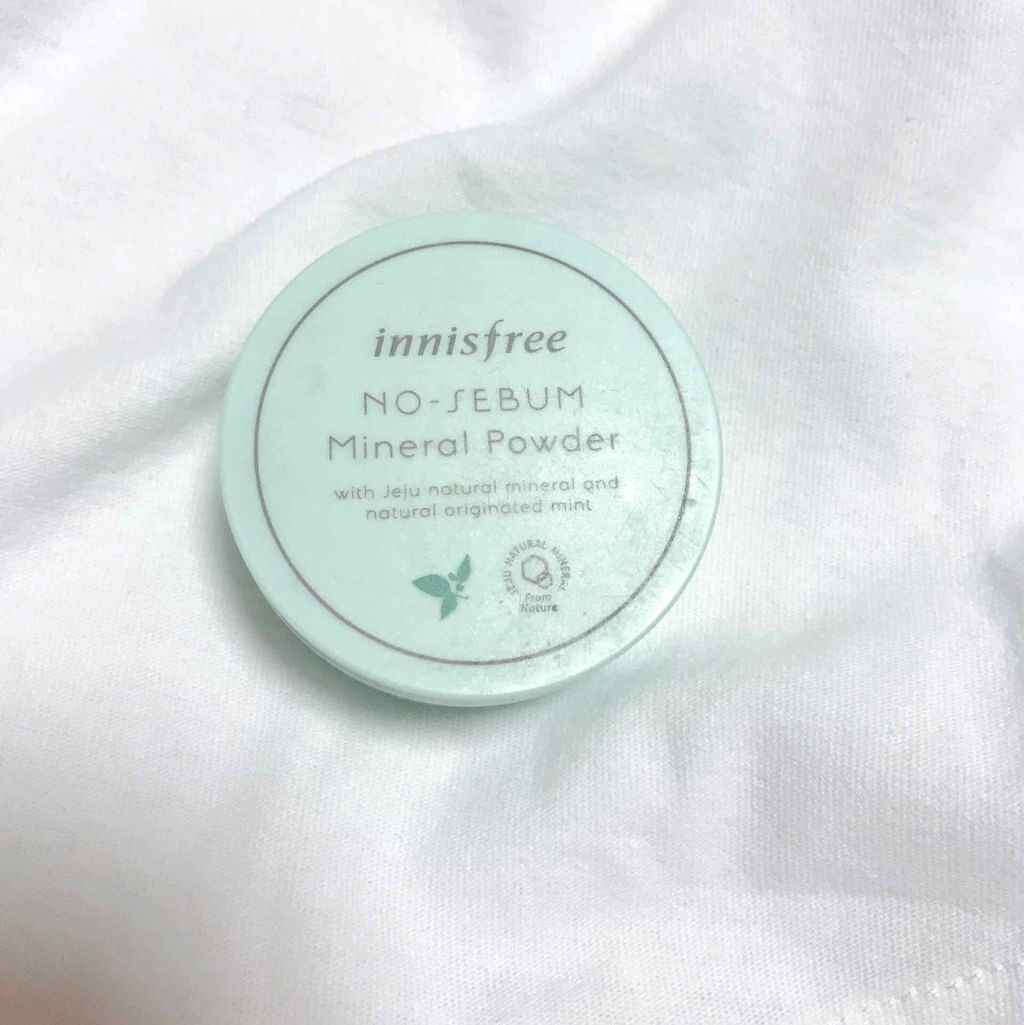 innisfree
NO-SEBUM
Mineral Powder
with Jeju natural mineral and
natural originated mint
JEJU NATURAL MINERAL
From
Nature